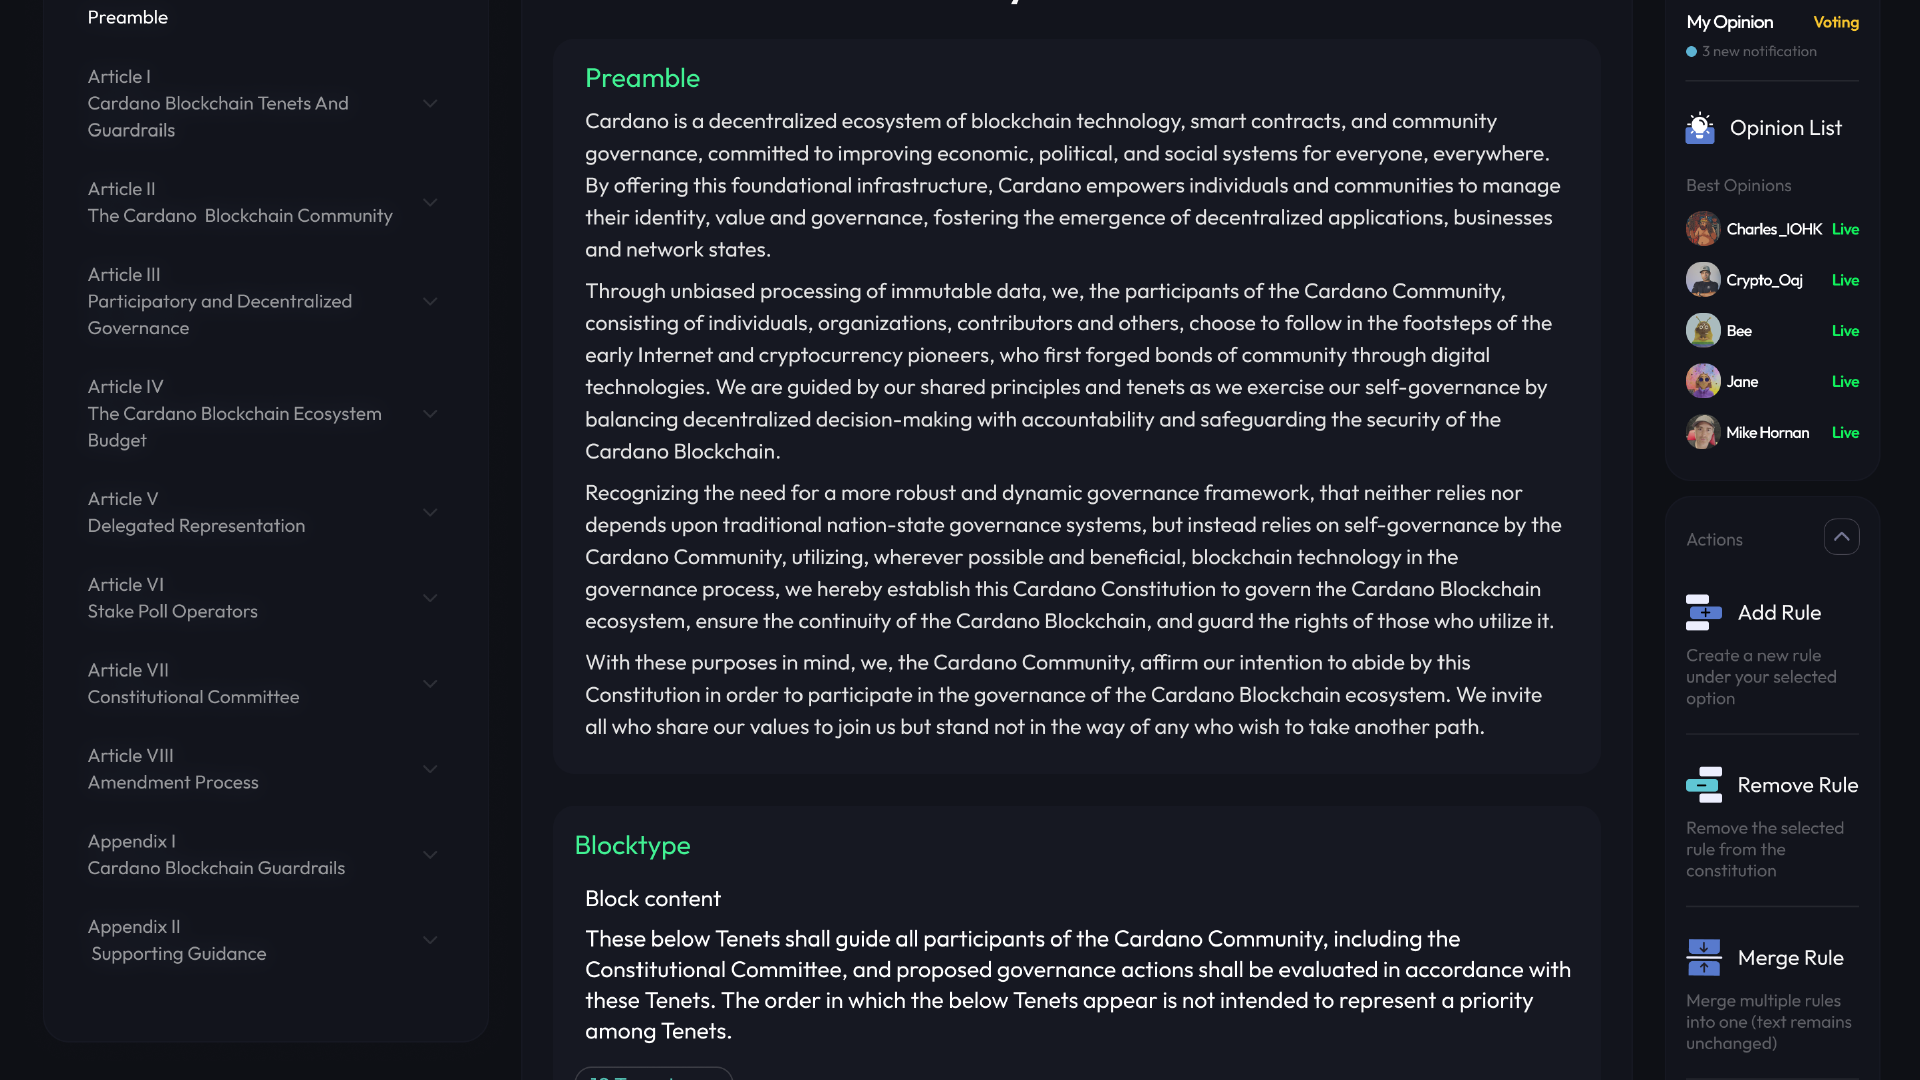 Preamble
Article I
Cardano Blockchain Tenets And
Guardrails
Article II
The Cardano  Blockchain Community
Article III
Participatory and Decentralized
Governance
Article IV
The Cardano Blockchain Ecosystem
Budget
Article V
Delegated Representation
Article VI
Stake Poll Operators
Article VII
Constitutional Committee
Article VIII
Amendment Process
Appendix I
Cardano Blockchain Guardrails
Appendix II
Supporting Guidance
Preamble
Cardano is a decentralized ecosystem of blockchain technology, smart contracts, and community
governance, committed to improving economic, political, and social systems for everyone, everywhere.
By offering this foundational infrastructure, Cardano empowers individuals and communities to manage
their identity, value and governance, fostering the emergence of decentralized applications, businesses
and network states.
Through unbiased processing of immutable data, we, the participants of the Cardano Community,
consisting of individuals, organizations, contributors and others, choose to follow in the footsteps of the
early Internet and cryptocurrency pioneers, who first forged bonds of community through digital
technologies. We are guided by our shared principles and tenets as we exercise our self-governance by
balancing decentralized decision-making with accountability and safeguarding the security of the
Cardano Blockchain.
Recognizing the need for a more robust and dynamic governance framework, that neither relies nor
depends upon traditional nation-state governance systems, but instead relies on self-governance by the
Cardano Community, utilizing, wherever possible and beneficial, blockchain technology in the
governance process, we hereby establish this Cardano Constitution to govern the Cardano Blockchain
ecosystem, ensure the continuity of the Cardano Blockchain, and guard the rights of those who utilize it.
With these purposes in mind, we, the Cardano Community, affirm our intention to abide by this
Constitution in order to participate in the governance of the Cardano Blockchain ecosystem. We invite
all who share our values to join us but stand not in the way of any who wish to take another path.
Blocktype
Block content
These below Tenets shall guide all participants of the Cardano Community, including the
Constitutional Committee, and proposed governance actions shall be evaluated in accordance with
these Tenets. The order in which the below Tenets appear is not intended to represent a priority
among Tenets.
My Opinion Voting
3 new notification
Opinion List
Best Opinions
Charles_IOHK Live
Crypto_Oaj Live
Bee Live
Jane Live
Mike Hornan Live
Actions
Add Rule
Create a new rule
under your selected
option
Remove Rule
Remove the selected
rule from the
constitution
Merge Rule
Merge multiple rules
into one (text remains
unchanged)